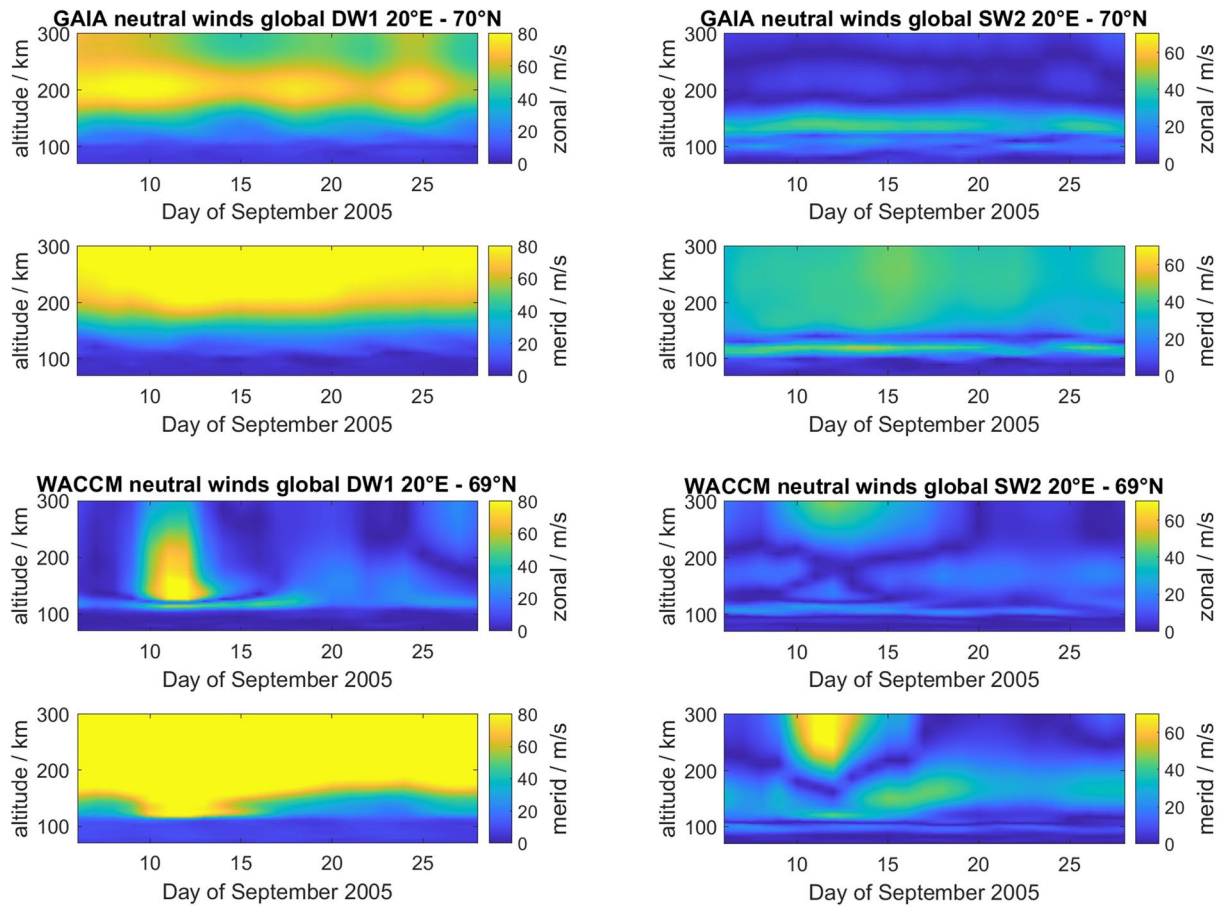 GAIA neutral winds global DW1 20°E - 70°N
300
200
100
altitude / km
10 15 20 25
Day of September 2005
80
60
40
20
0
zonal / m/s
GAIA neutral winds global SW2 20°E - 70°N
300
200
100
altitude / km
10 15 20 25
Day of September 2005
60
40
20
0
zonal / m/s
300
200
100
altitude / km
10 15 20 25
Day of September 2005
80
60
40
20
0
merid / m/s
300
200
100
altitude / km
10 15 20 25
Day of September 2005
60
40
20
0
merid / m/s
WACCM neutral winds global DW1 20°E - 69°N
300
200
100
altitude / km
10 15 20 25
Day of September 2005
80
60
40
20
0
zonal / m/s
WACCM neutral winds global SW2 20°E - 69°N
300
200
100
altitude / km
10 15 20 25
Day of September 2005
60
40
20
0
zonal / m/s
300
200
100
altitude / km
10 15 20 25
Day of September 2005
80
60
40
20
0
merid / m/s
300
200
100
altitude / km
10 15 20 25
Day of September 2005
60
40
20
0
merid / m/s